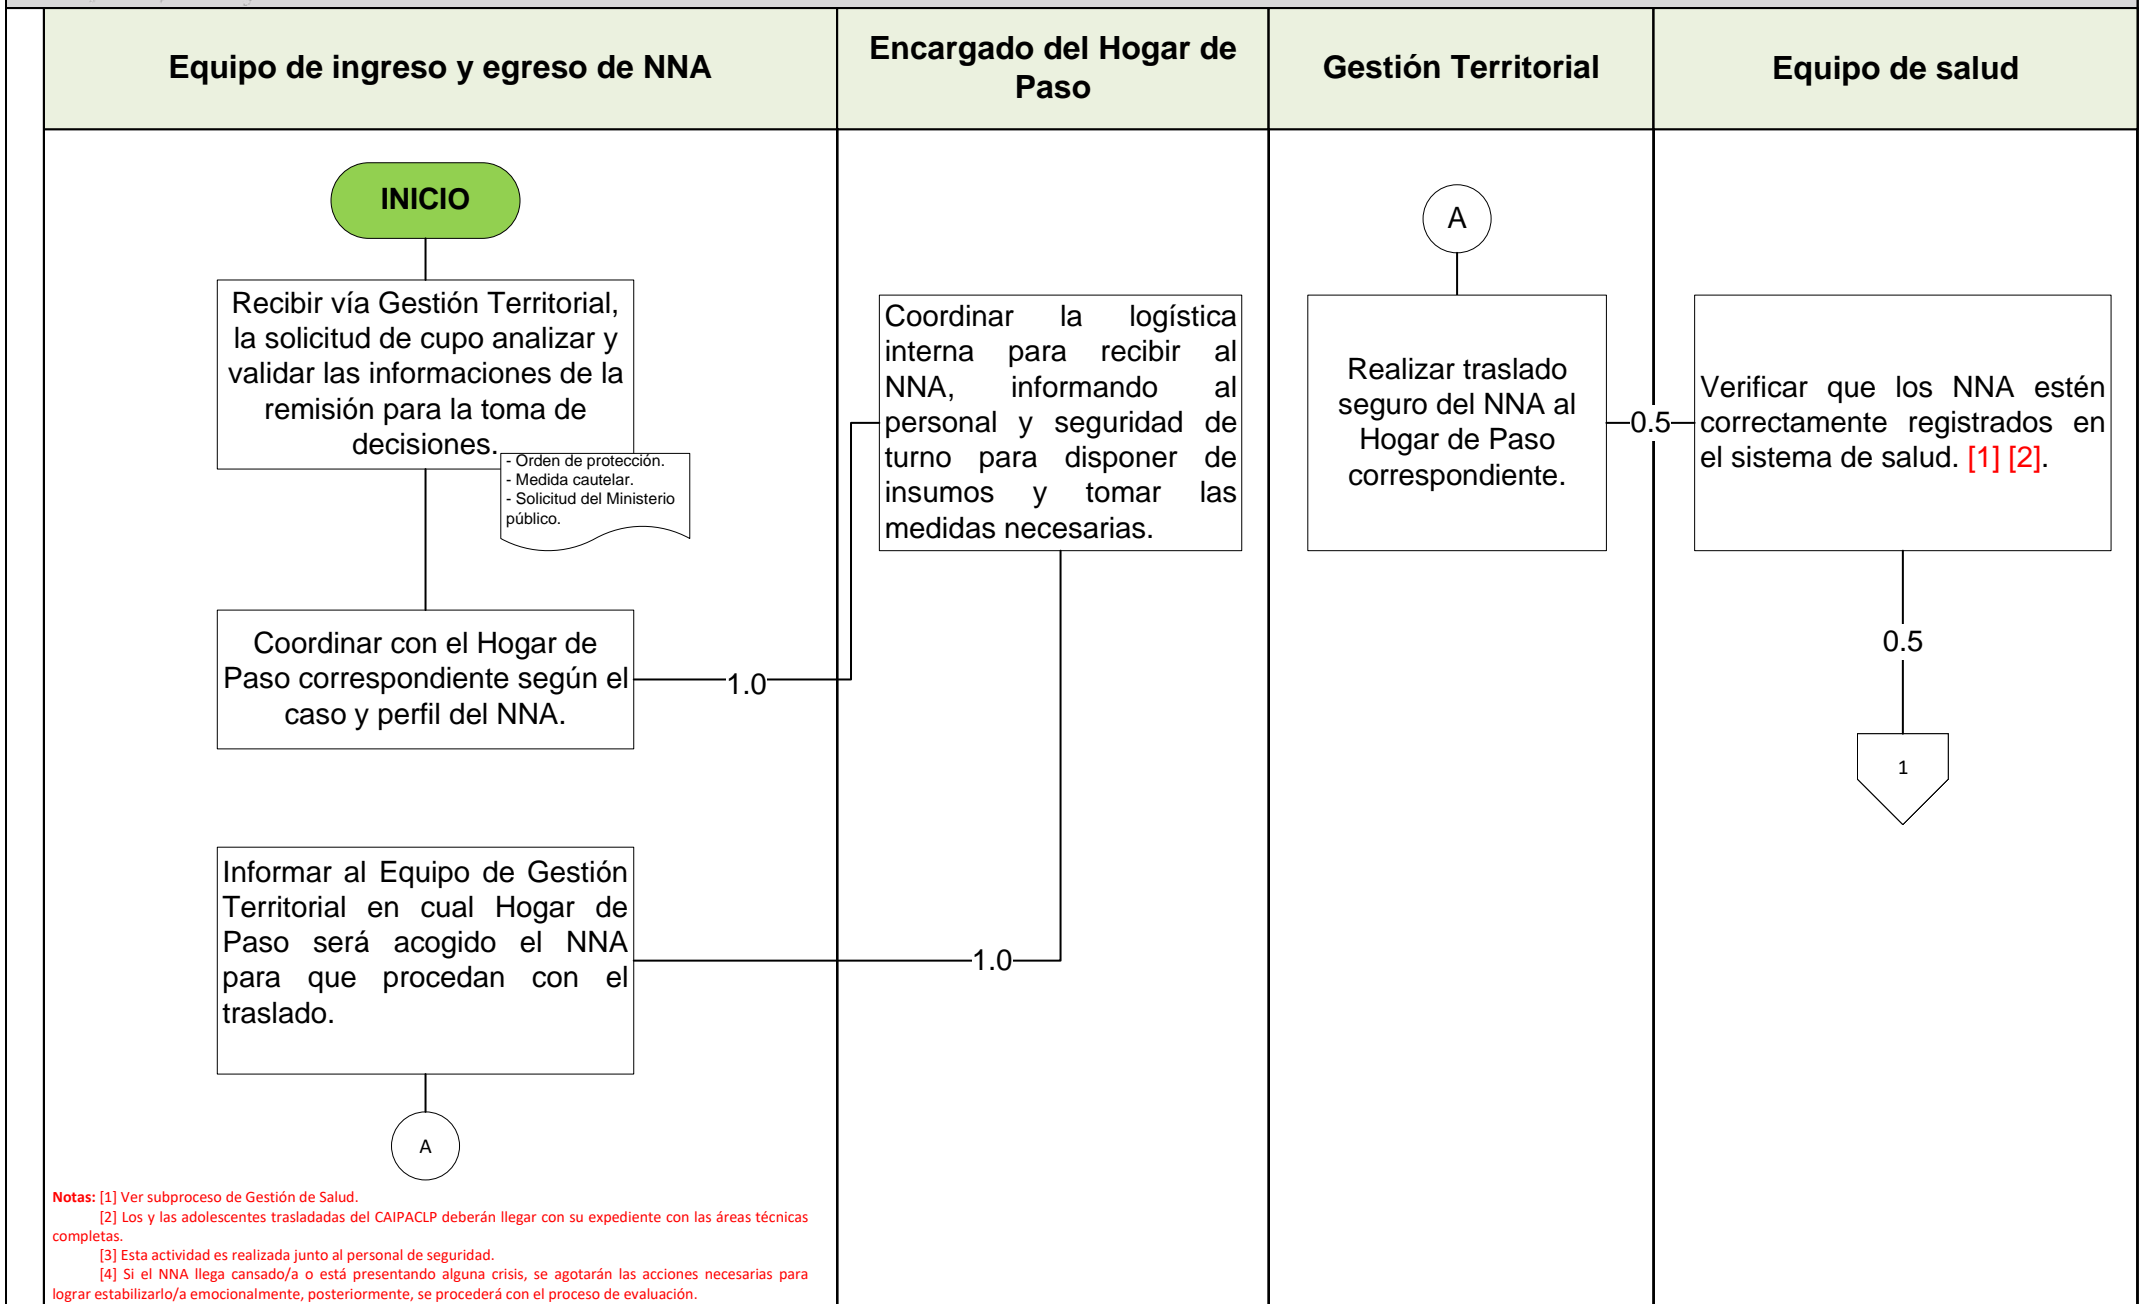 Equipo de ingreso y egreso de NNA
Encargado del Hogar de
Paso
Gestión Territorial
Equipo de salud
INICIO
Recibir vía Gestión Territorial,
la solicitud de cupo analizar y
validar las informaciones de la
remisión para la toma de
decisiones.
- Orden de protección.
- Medida cautelar.
- Solicitud del Ministerio
público.
Coordinar con el Hogar de
Paso correspondiente según el
caso y perfil del NNA.
1.0
Coordinar la logística
interna para recibir al
NNA, informando al
personal y seguridad de
turno para disponer de
insumos y tomar las
medidas necesarias.
1.0
Informar al Equipo de Gestión
Territorial en cual Hogar de
Paso será acogido el NNA
para que procedan con el
traslado.
A
A
Realizar traslado
seguro del NNA al
Hogar de Paso
correspondiente.
0.5
Verificar que los NNA estén
correctamente registrados en
el sistema de salud. [1] [2].
0.5
1
Notas: [1] Ver subproceso de Gestión de Salud.
[2] Los y las adolescentes trasladadas del CAIPACLP deberán llegar con su expediente con las áreas técnicas
completas.
[3] Esta actividad es realizada junto al personal de seguridad.
[4] Si el NNA llega cansado/a o está presentando alguna crisis, se agotarán las acciones necesarias para
lograr estabilizarlo/a emocionalmente, posteriormente, se procederá con el proceso de evaluación.